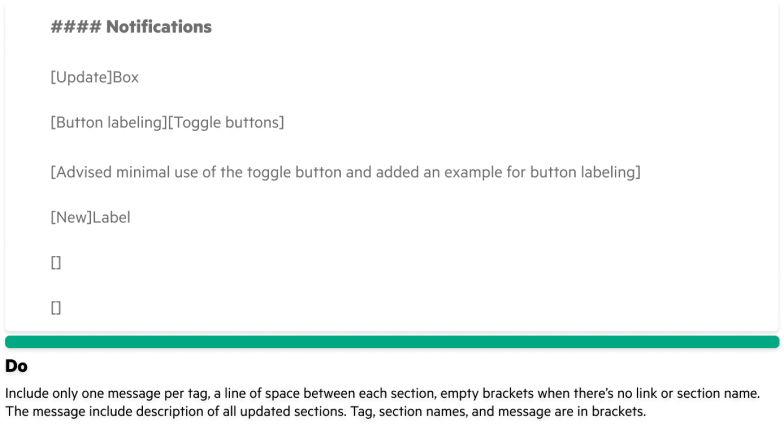 #### Notifications
[Update]Box
[Button labeling][Toggle buttons]
[Advised minimal use of the toggle button and added an example for button labeling]
[New]Label
[]
[]
Do
Include only one message per tag, a line of space between each section, empty brackets when there's no link or section name.
The message include description of all updated sections. Tag, section names, and message are in brackets.